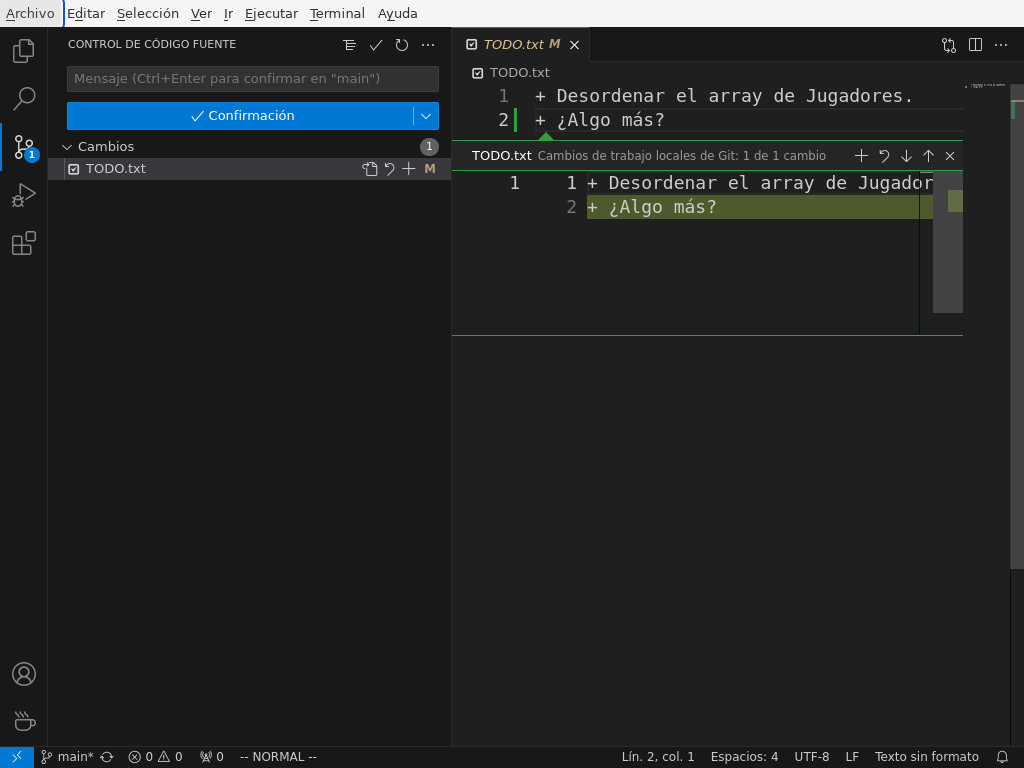 Archivo Editar Selección Ver Ir Ejecutar Terminal Ayuda
CONTROL DE CÓDIGO FUENTE
Mensaje (Ctrl+Enter para confirmar en "main")
Confirmación
Cambios 1
TODO.txt M
1
TODO.txt M
TODO.txt
1 + Desordenar el array de Jugadores.
2 + ¿Algo más?
TODO.txt Cambios de trabajo locales de Git: 1 de 1 cambio
1 1 + Desordenar el array de Jugador
2 + ¿Algo más?
main* 0 0 0 -- NORMAL -- Lín. 2, col. 1 Espacios: 4 UTF-8 LF Texto sin formato